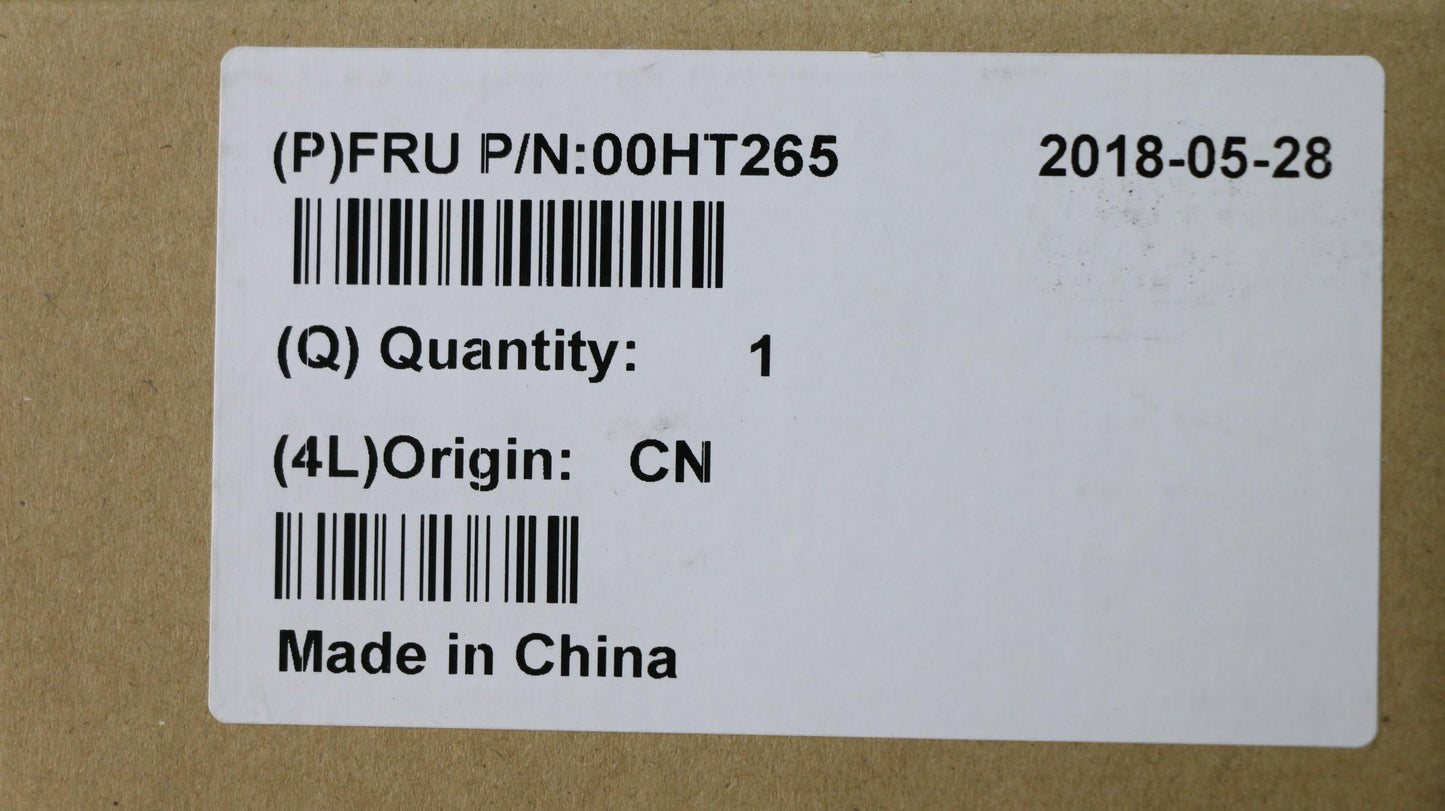 (P)FRU P/N:00HT265 2018-05-28
(Q) Quantity: 1
(4L)Origin: CN
Made in China